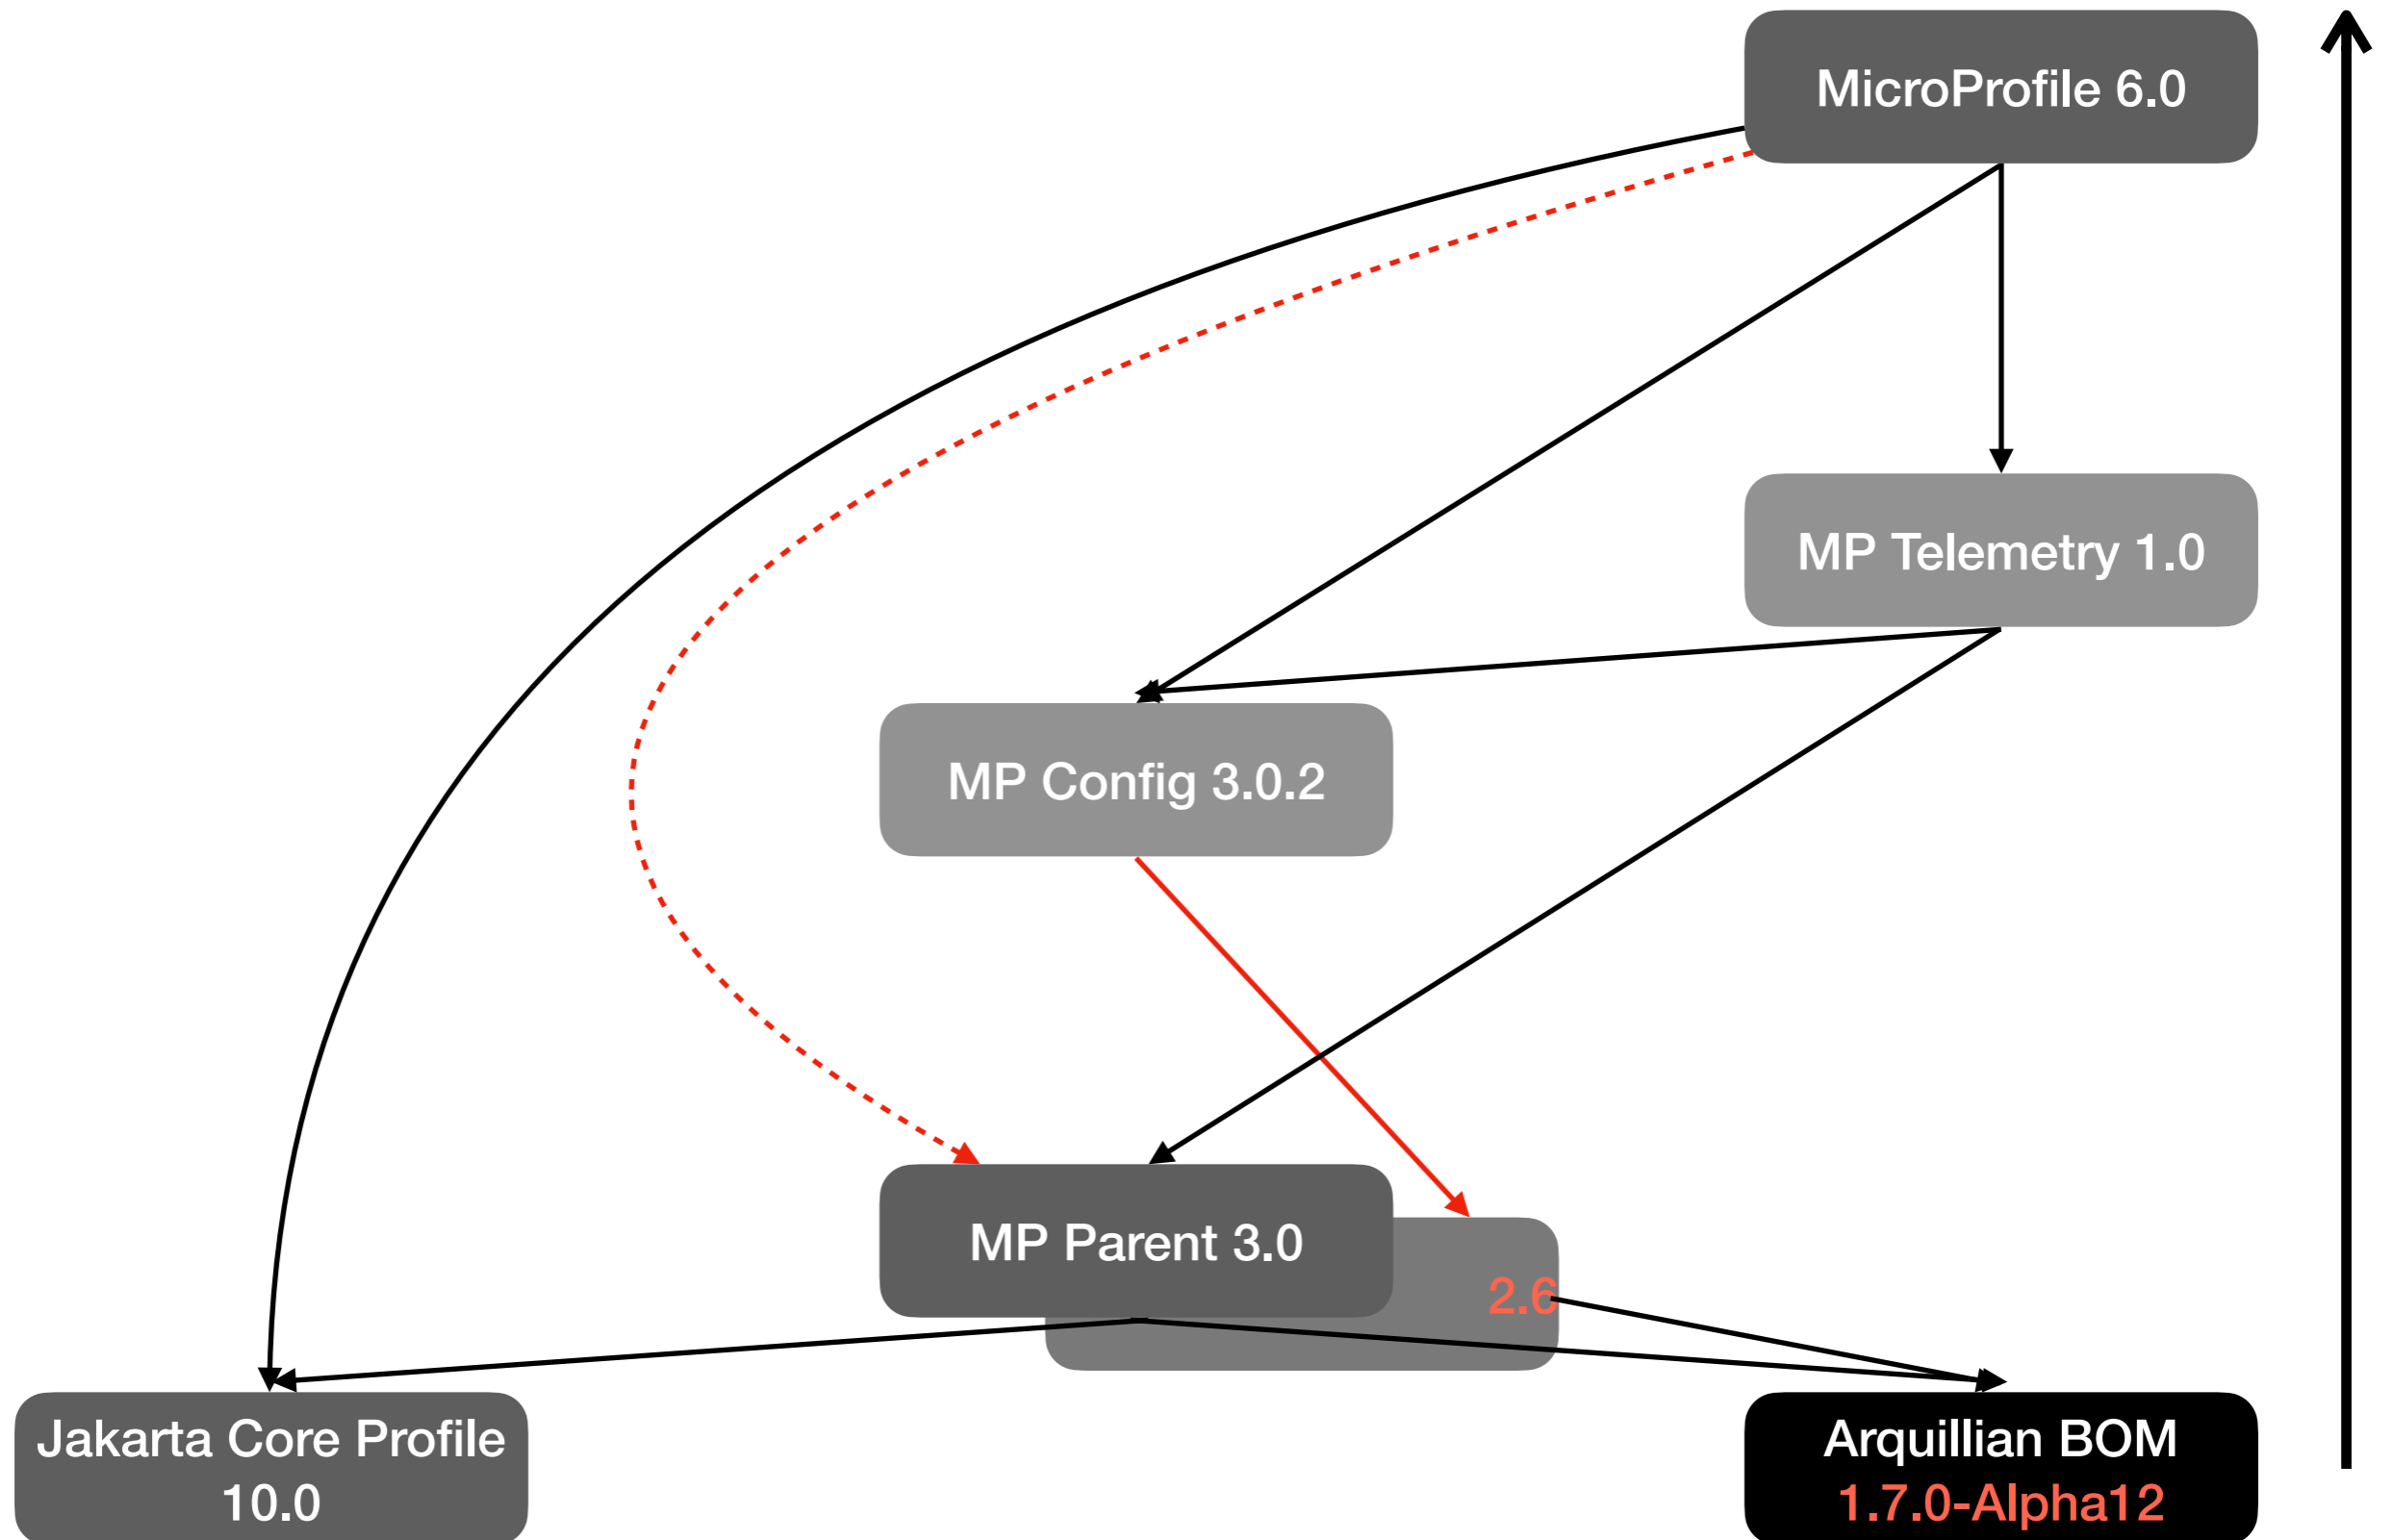 MicroProfile 6.0
MP Telemetry 1.0
MP Config 3.0.2
MP Parent 3.0
2.6
Jakarta Core Profile
10.0
Arquillian BOM
1.7.0-Alpha12